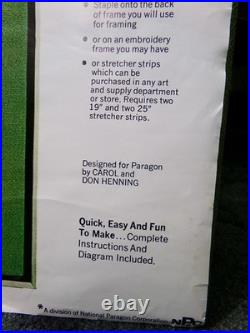 Staple onto the
back of frame you will use
for framing
• or on an embroidery
frame you may have
• or stretcher strips
which can be
purchased in any art
and supply department
or store. Requires two
19" and two 25"
stretcher strips.
Designed for Paragon
by CAROL and
DON HENNING
Quick, Easy And Fun
To Make... Complete
Instructions And
Diagram Included.
*A division of National Paragon Corporation